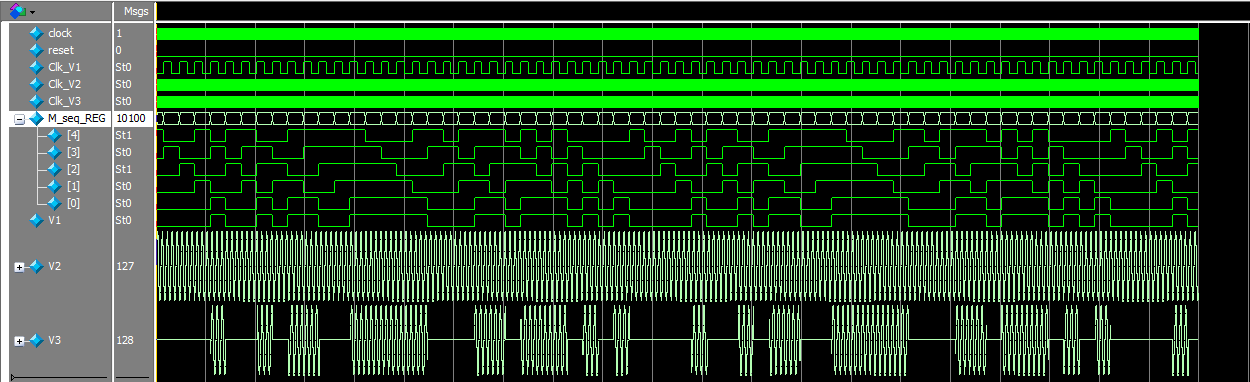 Msgs
clock 1
reset 0
Clk_V1 St0
Clk_V2 St0
Clk_V3 St0
M_seq_REG 10100
[4] St1
[3] St0
[2] St1
[1] St0
[0] St0
V1 St0
V2 127
V3 128